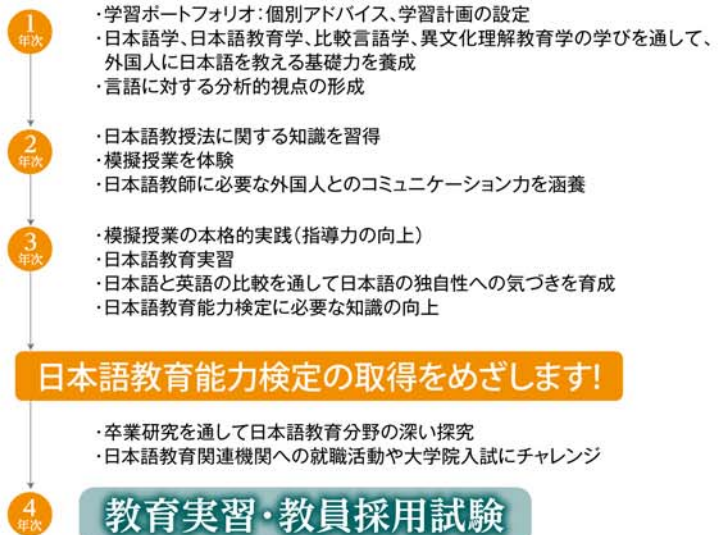 1
年次
・学習ポートフォリオ：個別アドバイス、学習計画の設定
・日本語学、日本語教育学、比較言語学、異文化理解教育学の学びを通して、
外国人に日本語を教える基礎力を養成
・言語に対する分析的視点の形成
2
年次
・日本語教授法に関する知識を習得
・模擬授業を体験
・日本語教師に必要な外国人とのコミュニケーション力を涵養
3
年次
・模擬授業の本格的実践（指導力の向上）
・日本語教育実習
・日本語と英語の比較を通して日本語の独自性への気づきを育成
・日本語教育能力検定に必要な知識の向上
日本語教育能力検定の取得をめざします!
・卒業研究を通して日本語教育分野の深い探究
・日本語教育関連機関への就職活動や大学院入試にチャレンジ
4
年次
教育実習・教員採用試験